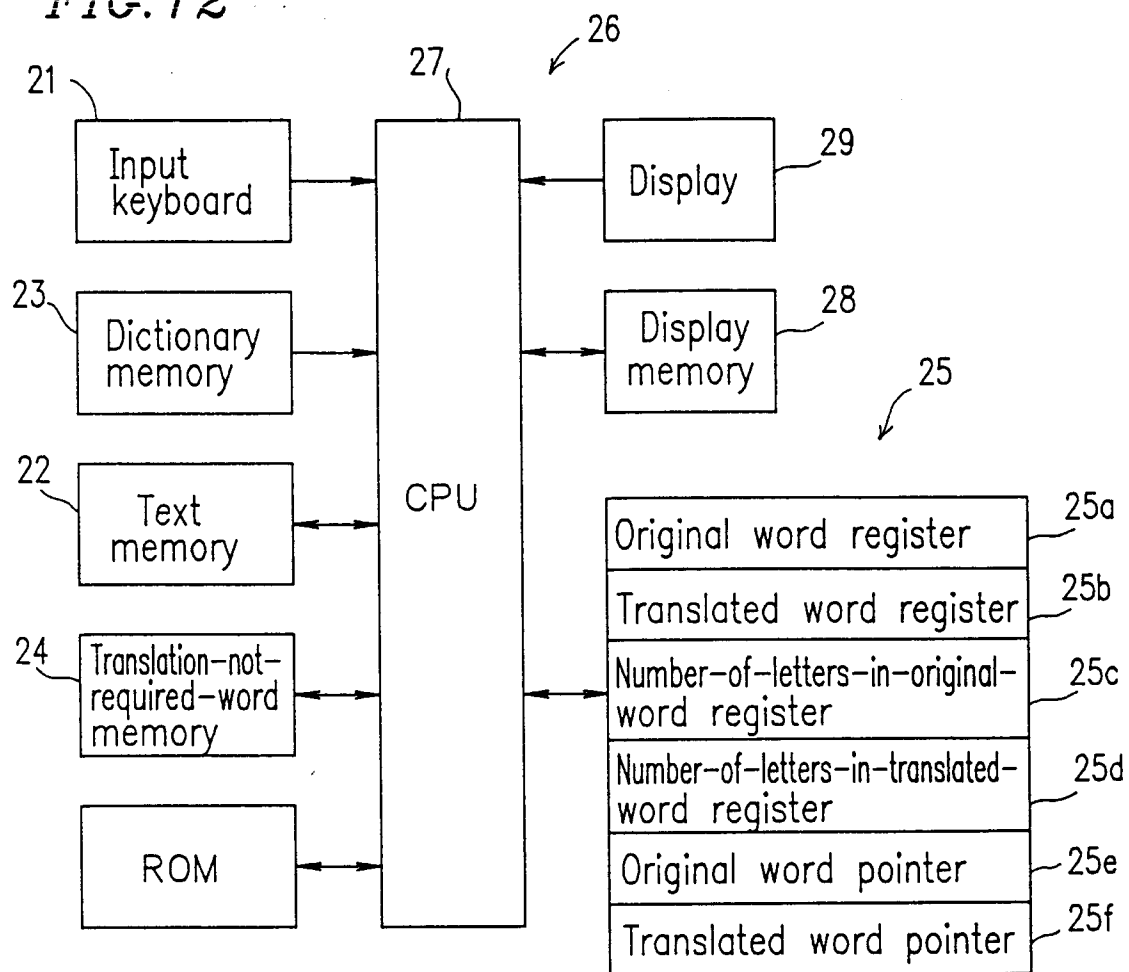 FIG. 12
26
27
21
Input
keyboard
29
Display
23
Dictionary
memory
28
Display
memory
25
22
Text
memory
CPU
24
Translation-not-
required-word
memory
ROM
Original word register
25a
Translated word register
25b
Number-of-letters-in-original-
word register
25c
Number-of-letters-in-translated-
word register
25d
Original word pointer
25e
Translated word pointer
25f